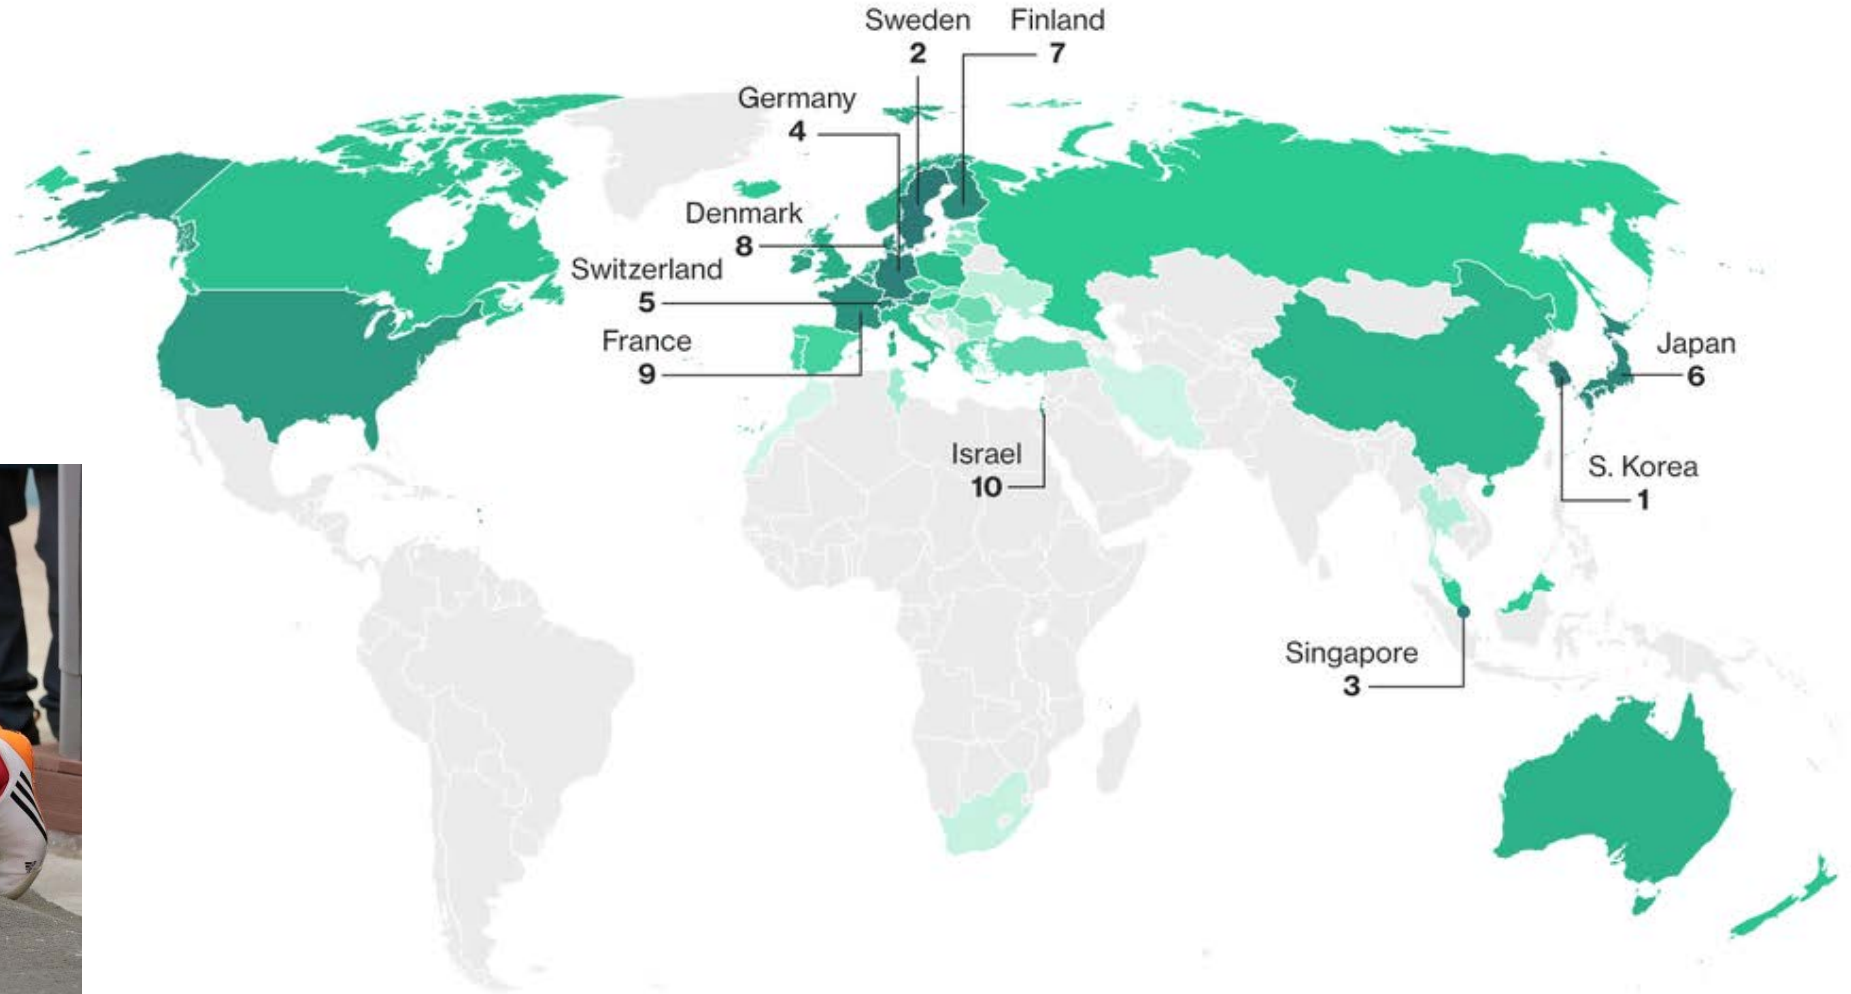 Sweden
2
Finland
7
Germany
4
Denmark
8
Switzerland
5
France
9
Japan
6
Israel
10
S. Korea
1
Singapore
3